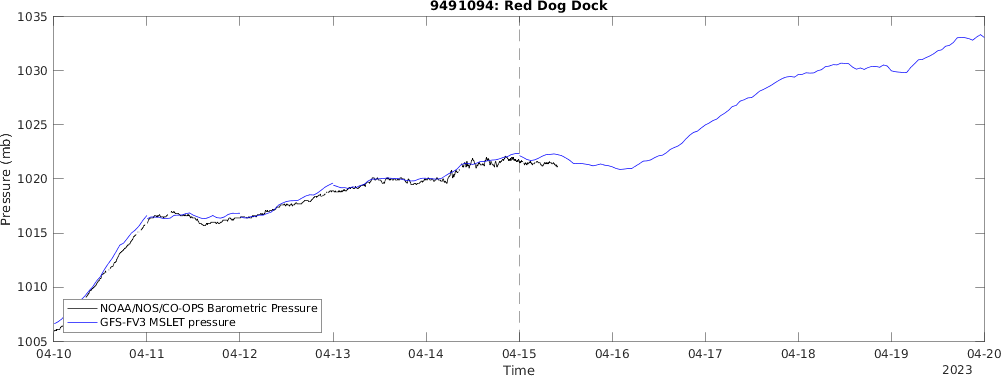 9491094: Red Dog Dock
Pressure (mb)
1035
1030
1025
1020
1015
1010
1005
NOAA/NOS/CO-OPS Barometric Pressure
GFS-FV3 MSLET pressure
04-10 04-11 04-12 04-13 04-14 04-15 04-16 04-17 04-18 04-19 04-20
Time
2023